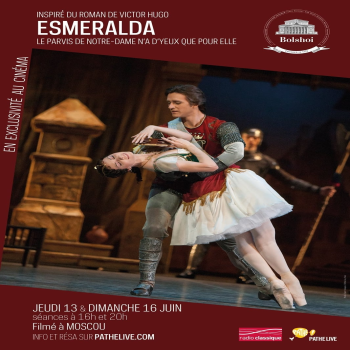 INSPIRÉ DU ROMAN DE VICTOR HUGO
ESMERALDA
LE PARVIS DE NOTRE-DAME N'A D'YEUX QUE POUR ELLE
Bolshoi
EN EXCLUSIVITÉ AU CINÉMA
JEUDI 13 & DIMANCHE 16 JUIN
séances à 16h et 20h
Filmé à MOSCOU
INFO ET RÉSA SUR PATHELIVE.COM
radio classique
PATHE LIVE